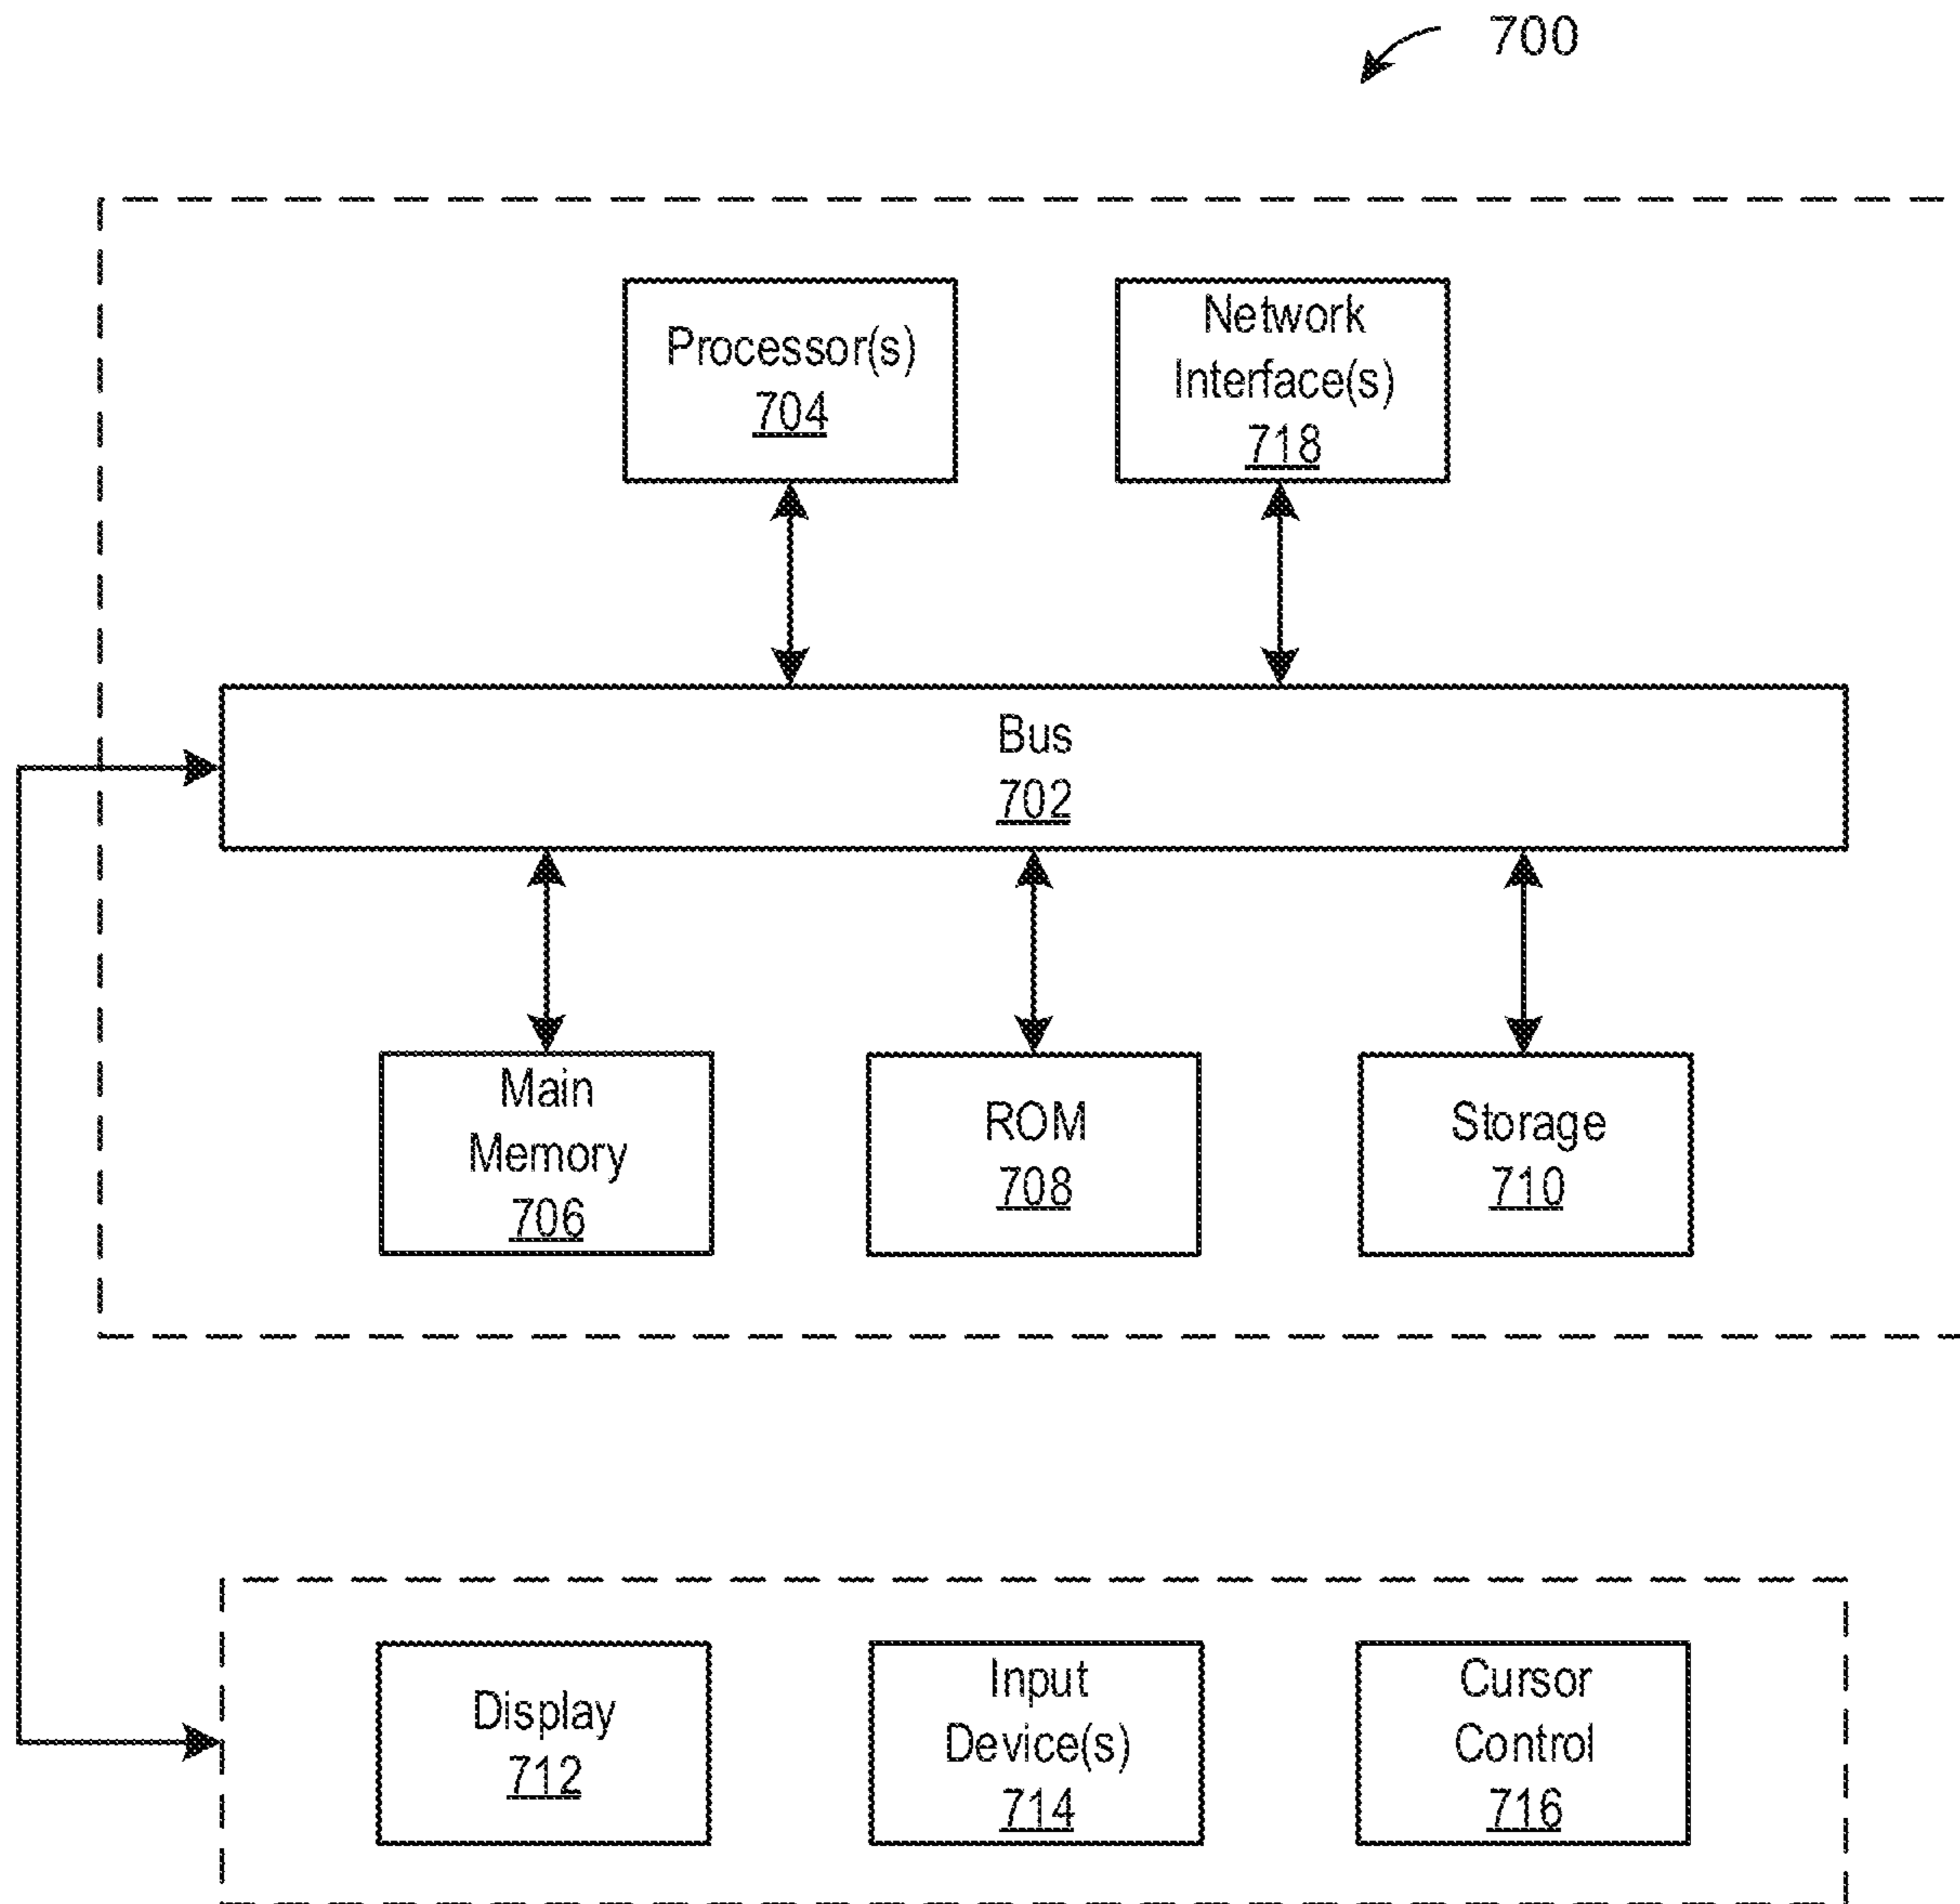 700
Processor(s)
704
Network
Interface(s)
718
Bus
702
Main
Memory
706
ROM
708
Storage
710
Display
712
Input
Device(s)
714
Cursor
Control
716